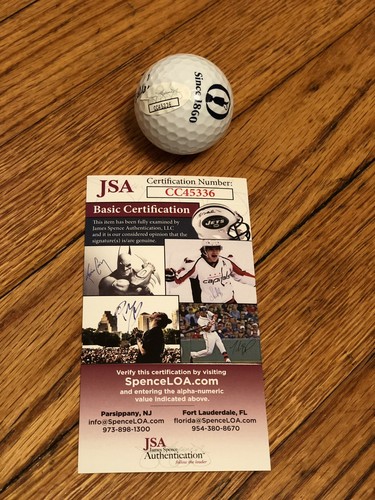 Since 1860
JSA
Certification Number:
CC45336
Basic Certification
This item has been fully examined by
James Spence Authentication, LLC
and it is our considered opinion that the
signature(s) is/are genuine.
JETS
CAPITALS
Verify this certification by visiting
SpenceLOA.com
and entering the alpha-numeric
value indicated above.
Parsippany, NJ
info@SpenceLOA.com
973-898-1300
Fort Lauderdale, FL
florida@SpenceLOA.com
954-380-8670
JSA
James Spence
Authentication